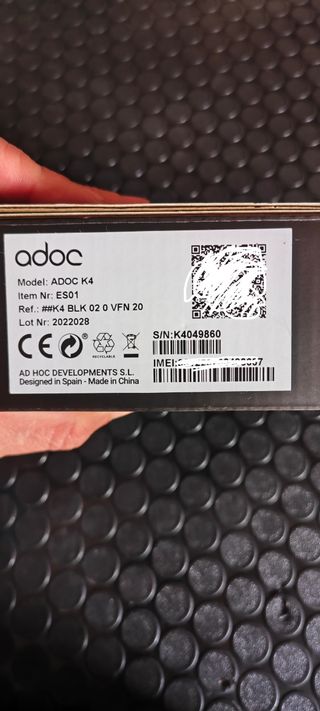 adoc
Model: ADOC K4
Item Nr: ES01
Ref.: ##K4 BLK 02 0 VFN 20
Lot Nr: 2022028
S/N:K4049860
RECYCLABLE
IMEI:
AD HOC DEVELOPMENTS S.L.
Designed in Spain - Made in China